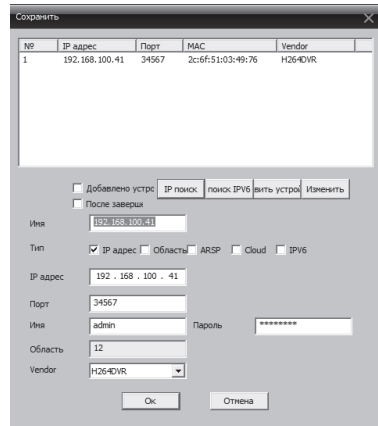 Сохранить
№ IP адрес Порт MAC Vendor
1 192.168.100.41 34567 2c:6f:51:03:49:76 H264DVR
Добавлено устрс IP поиск поиск IPV6 вить устрой Изменить
После заверш
Имя 192.168.100.41
Тип IP адрес Область ARSP Cloud IPV6
IP адрес 192 . 168 . 100 . 41
Порт 34567
Имя admin Пароль ********
Область 12
Vendor H264DVR
Ок Отмена